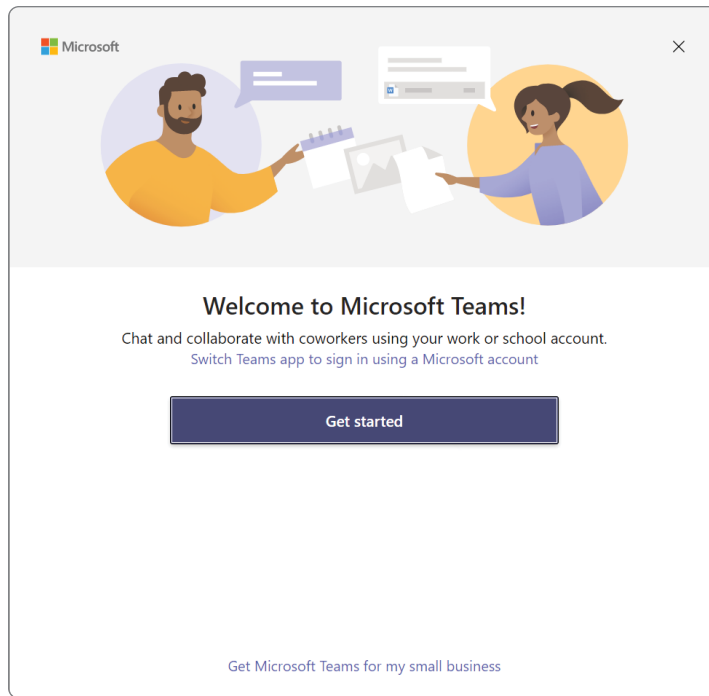 Microsoft
Welcome to Microsoft Teams!
Chat and collaborate with coworkers using your work or school account.
Switch Teams app to sign in using a Microsoft account
Get started
Get Microsoft Teams for my small business